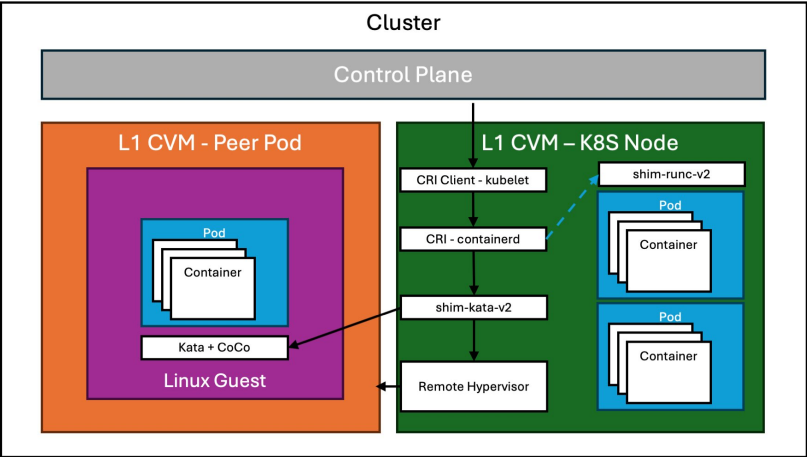 Cluster
Control Plane
L1 CVM - Peer Pod
Pod
Container
Kata + CoCo
Linux Guest
L1 CVM – K8S Node
CRI Client - kubelet
CRI - containerd
shim-kata-v2
Remote Hypervisor
shim-runc-v2
Pod
Container
Pod
Container